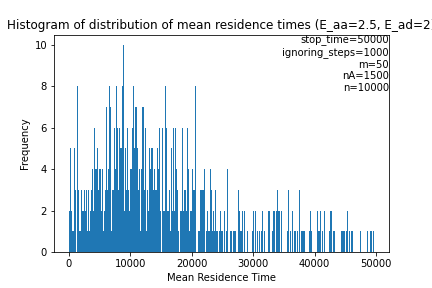 Histogram of distribution of mean residence times (E_aa=2.5, E_ad=2
stop_time=50000
ignoring_steps=1000
m=50
nA=1500
n=10000
10
8
6
4
2
0
Frequency
0 10000 20000 30000 40000 50000
Mean Residence Time